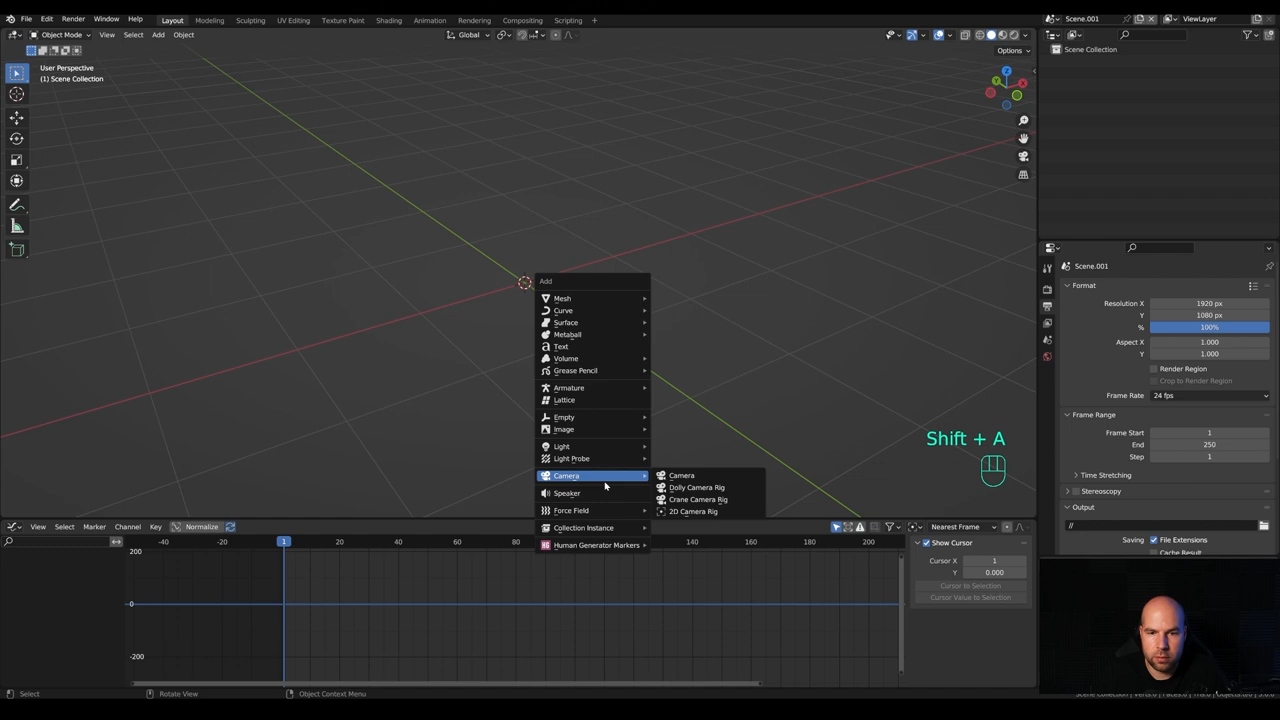 File Edit Render Window Help Layout Modeling Sculpting UV Editing Texture Paint Shading Animation Rendering Compositing Scripting + Scene.001 ViewLayer
Object Mode View Select Add Object Global
Options
User Perspective
(1) Scene Collection
Z
X
Y
Scene Collection
Add
Mesh
Curve
Surface
Metaball
Text
Volume
Grease Pencil
Armature
Lattice
Empty
Image
Light
Light Probe
Camera
Speaker
Force Field
Collection Instance
Human Generator Markers
Camera
Dolly Camera Rig
Crane Camera Rig
2D Camera Rig
Shift + A
Scene.001
Format
Resolution X 1920 px
Y 1080 px
% 100%
Aspect X 1.000
Y 1.000
Render Region
Crop to Render Region
Frame Rate 24 fps
Frame Range
Frame Start 1
End 250
Step 1
Time Stretching
Stereoscopy
Output
//
Saving File Extensions
Cache Result
View Select Marker Channel Key Normalize Nearest Frame
1 20 40 60 80 140 160 180 200
200
0
-200
Show Cursor
Cursor X 1
Y 0.000
Cursor to Selection
Cursor Value to Selection
Select Rotate View Object Context Menu